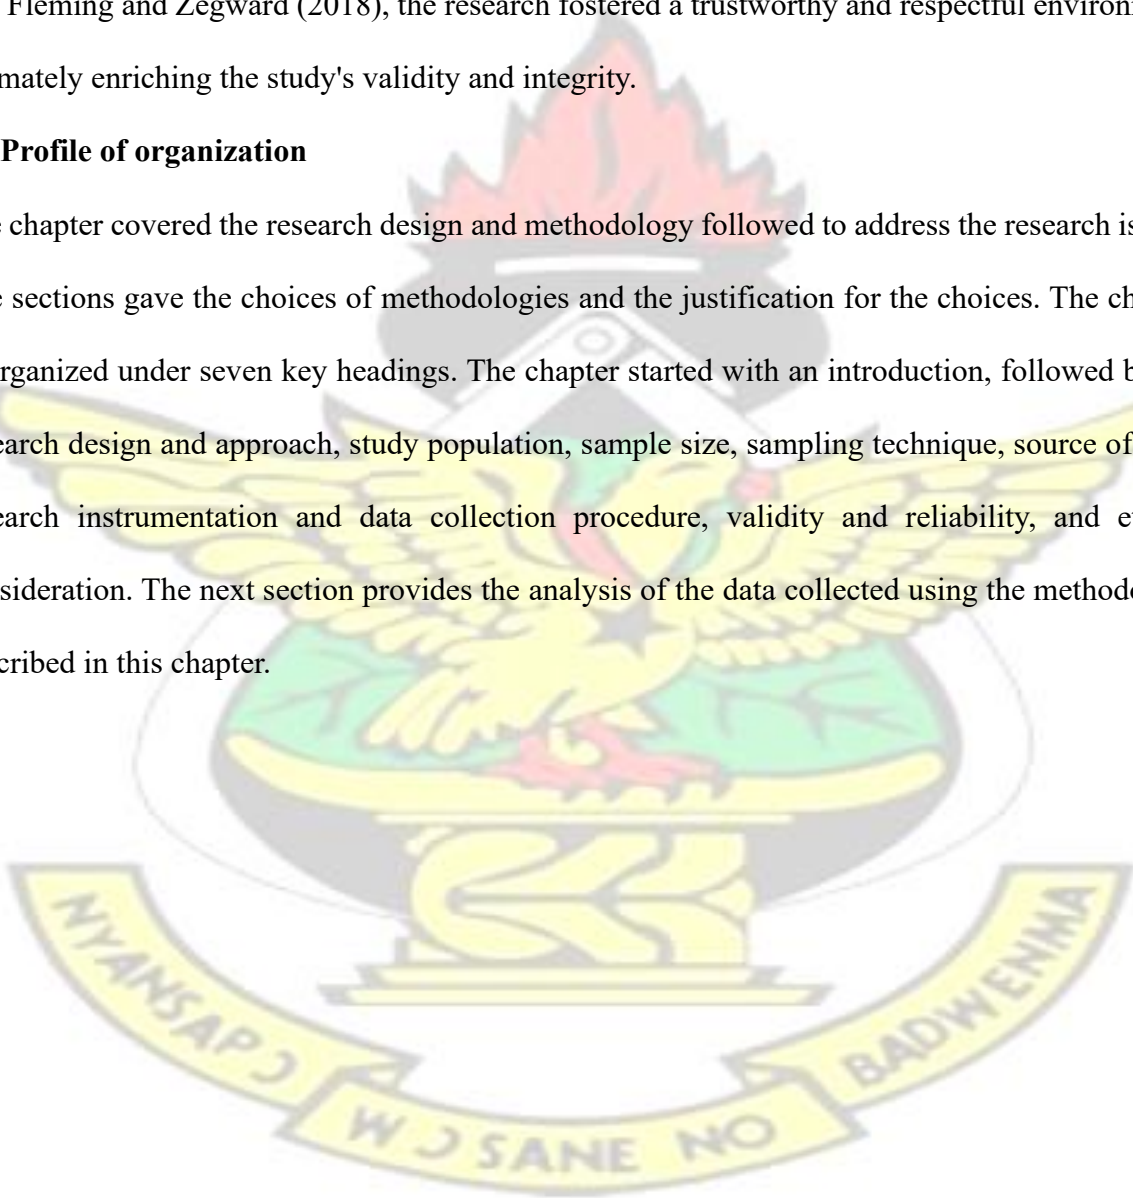 Fleming and Zegward (2018), the research fostered a trustworthy and respectful
mately enriching the study's validity and integrity.
Profile of organization
chapter covered the research design and methodology followed to address the research is
sections gave the choices of methodologies and the justification for the choices. The ch
rganized under seven key headings. The chapter started with an introduction, followed b
earch design and approach, study population, sample size, sampling technique, source of
earch instrumentation and data collection procedure, validity and reliability, and e
sideration. The next section provides the analysis of the data collected using the method
cribed in this chapter.
NYANSAPƆ
WƆSANE NO
BADWENMA